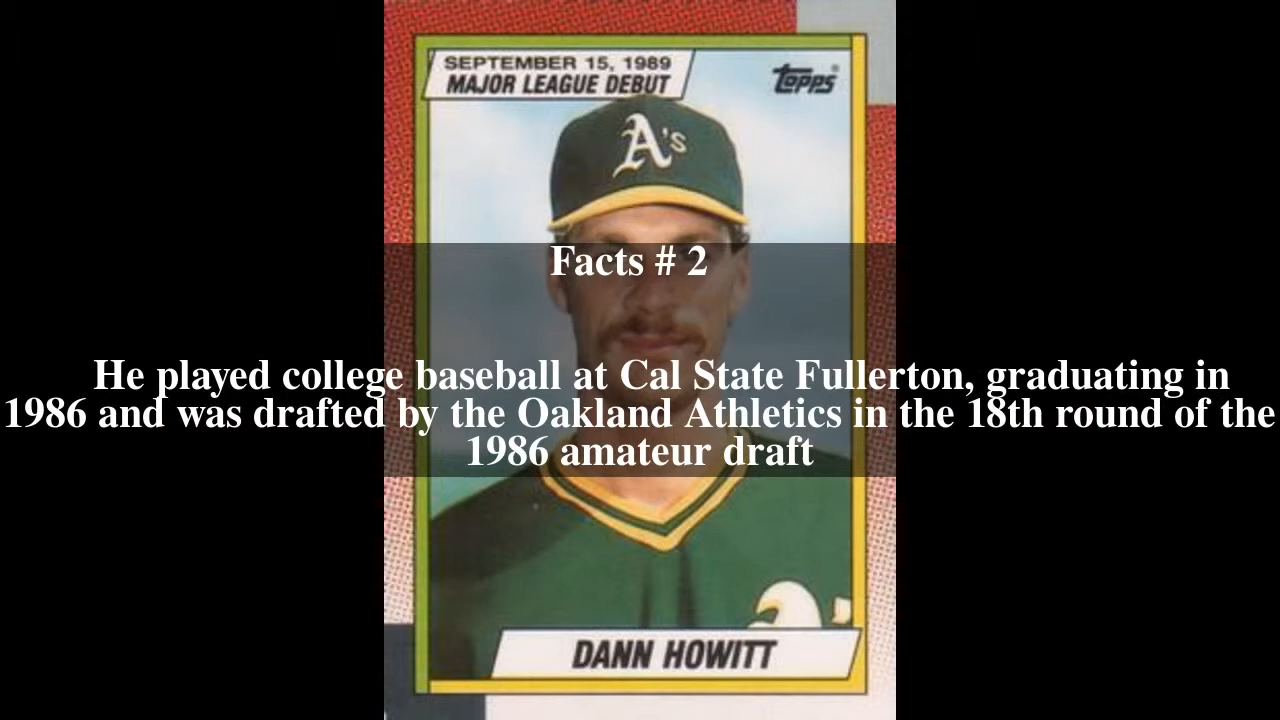 SEPTEMBER 15, 1989
MAJOR LEAGUE DEBUT
Topps®
A's
Facts # 2
He played college baseball at Cal State Fullerton, graduating in
1986 and was drafted by the Oakland Athletics in the 18th round of the
1986 amateur draft
DANN HOWITT